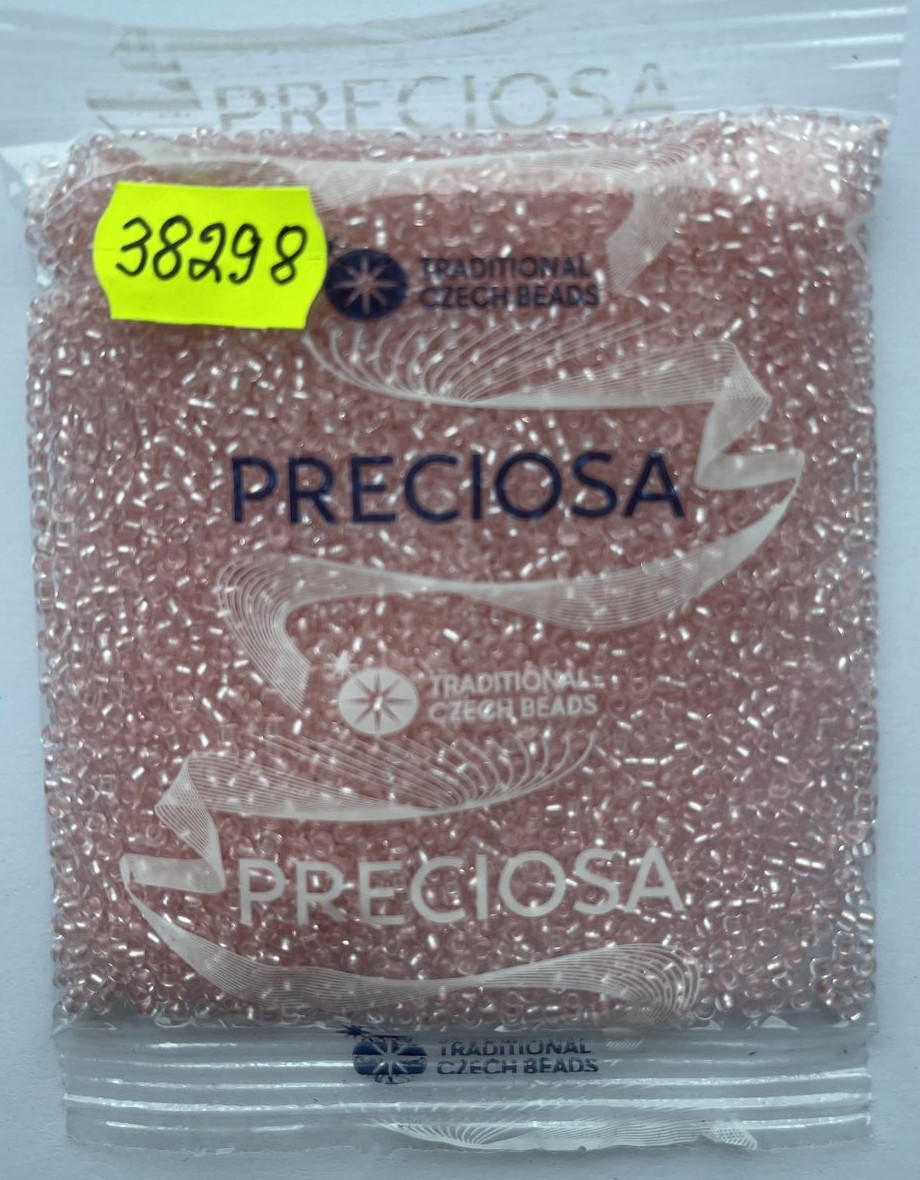 PRECIOSA
38298
TRADITIONAL
CZECH BEADS
PRECIOSA
TRADITIONAL
CZECH BEADS
PRECIOSA
TRADITIONAL
CZECH BEADS